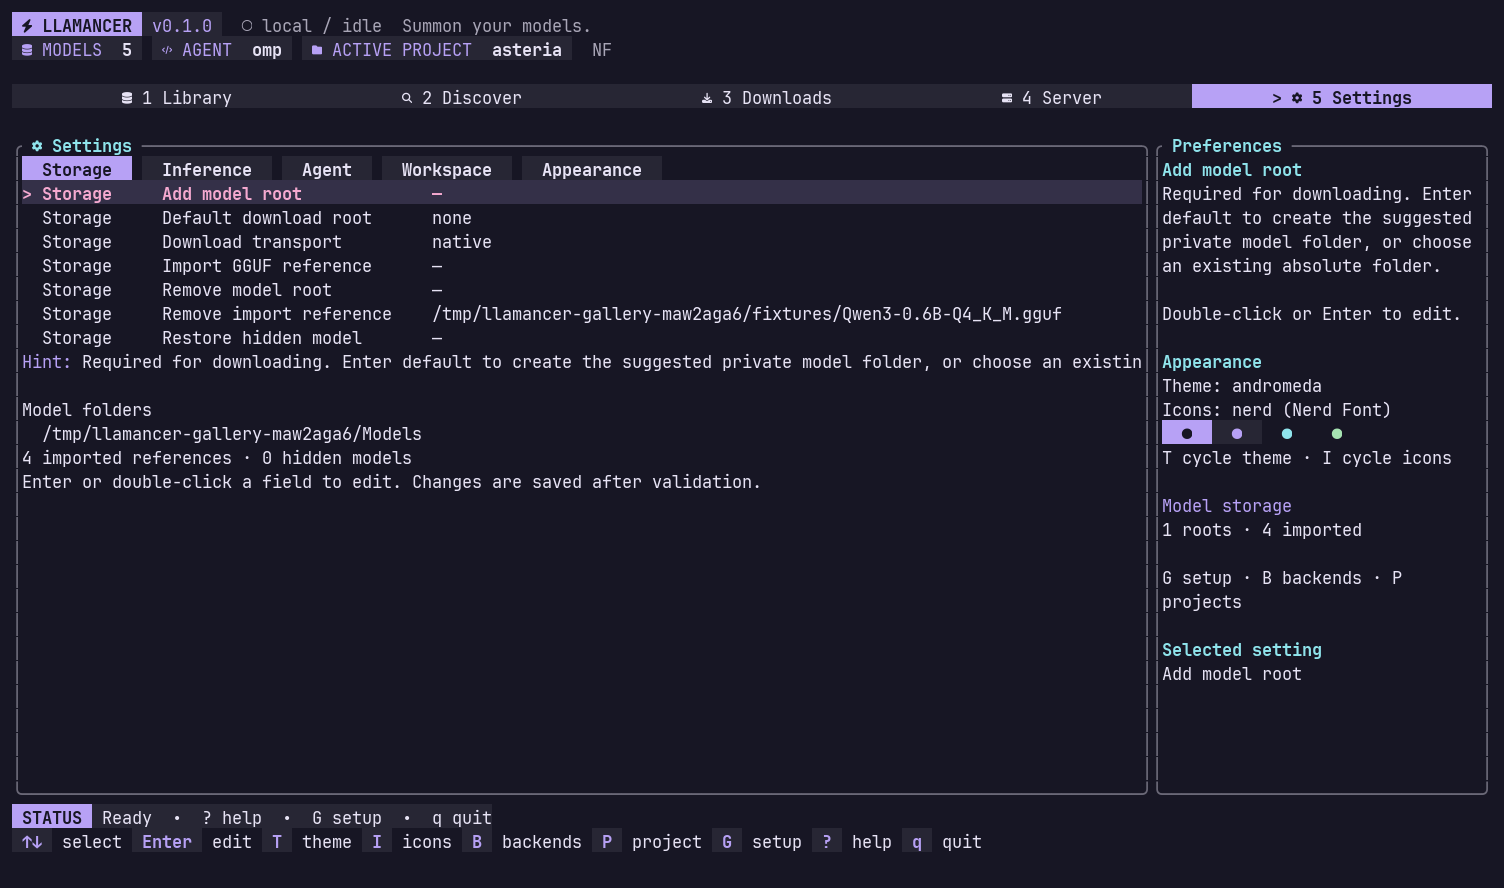 LLAMANCER v0.1.0 local / idle Summon your models.
MODELS 5 AGENT omp ACTIVE PROJECT asteria NF
1 Library 2 Discover 3 Downloads 4 Server > 5 Settings
Settings
Storage Inference Agent Workspace Appearance
> Storage Add model root —
Storage Default download root none
Storage Download transport native
Storage Import GGUF reference —
Storage Remove model root —
Storage Remove import reference /tmp/llamancer-gallery-maw2aga6/fixtures/Qwen3-0.6B-Q4_K_M.gguf
Storage Restore hidden model —
Hint: Required for downloading. Enter default to create the suggested private model folder, or choose an existin
Model folders
/tmp/llamancer-gallery-maw2aga6/Models
4 imported references · 0 hidden models
Enter or double-click a field to edit. Changes are saved after validation.
Preferences
Add model root
Required for downloading. Enter
default to create the suggested
private model folder, or choose
an existing absolute folder.
Double-click or Enter to edit.
Appearance
Theme: andromeda
Icons: nerd (Nerd Font)
T cycle theme · I cycle icons
Model storage
1 roots · 4 imported
G setup · B backends · P
projects
Selected setting
Add model root
STATUS Ready • ? help • G setup • q quit
↑↓ select Enter edit T theme I icons B backends P project G setup ? help q quit